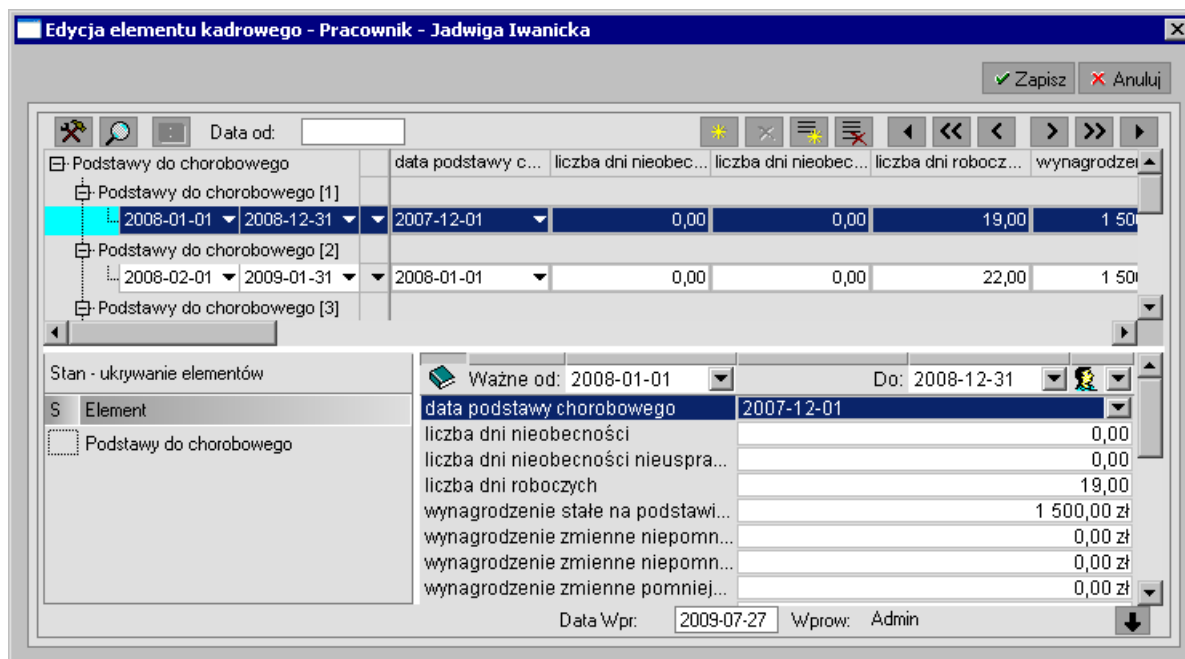 Edycja elementu kadrowego - Pracownik - Jadwiga Iwanicka
Zapisz Anuluj
Data od:
Podstawy do chorobowego data podstawy c... liczba dni nieobec... liczba dni nieobec... liczba dni robocz... wynagrodzei
Podstawy do chorobowego [1]
2008-01-01 2008-12-31 2007-12-01 0,00 0,00 19,00 1 50
Podstawy do chorobowego [2]
2008-02-01 2009-01-31 2008-01-01 0,00 0,00 22,00 1 50
Podstawy do chorobowego [3]
Stan - ukrywanie elementów
S Element
Podstawy do chorobowego
Ważne od: 2008-01-01 Do: 2008-12-31
data podstawy chorobowego 2007-12-01
liczba dni nieobecności 0,00
liczba dni nieobecności nieuspra... 0,00
liczba dni roboczych 19,00
wynagrodzenie stałe na podstawi... 1 500,00 zł
wynagrodzenie zmienne niepomn... 0,00 zł
wynagrodzenie zmienne niepomn... 0,00 zł
wynagrodzenie zmienne pomniej... 0,00 zł
Data Wpr: 2009-07-27 Wprow: Admin